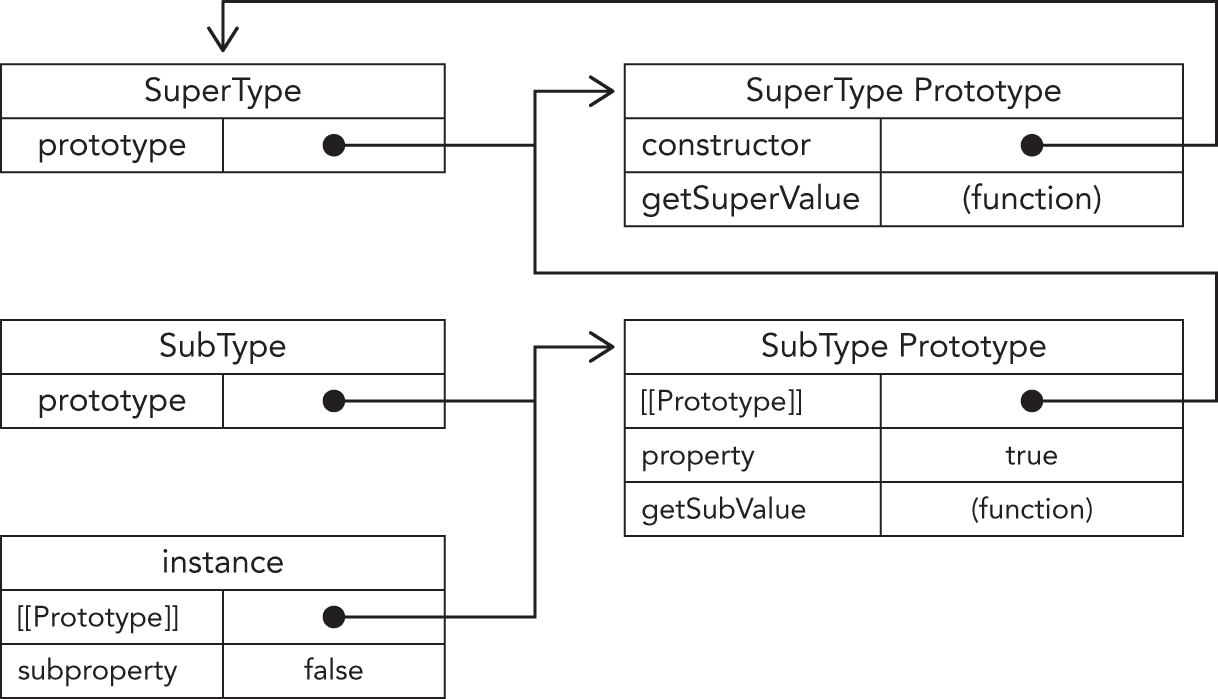 SuperType
prototype
SuperType Prototype
constructor
getSuperValue (function)
SubType
prototype
SubType Prototype
[[Prototype]]
property true
getSubValue (function)
instance
[[Prototype]]
subproperty false